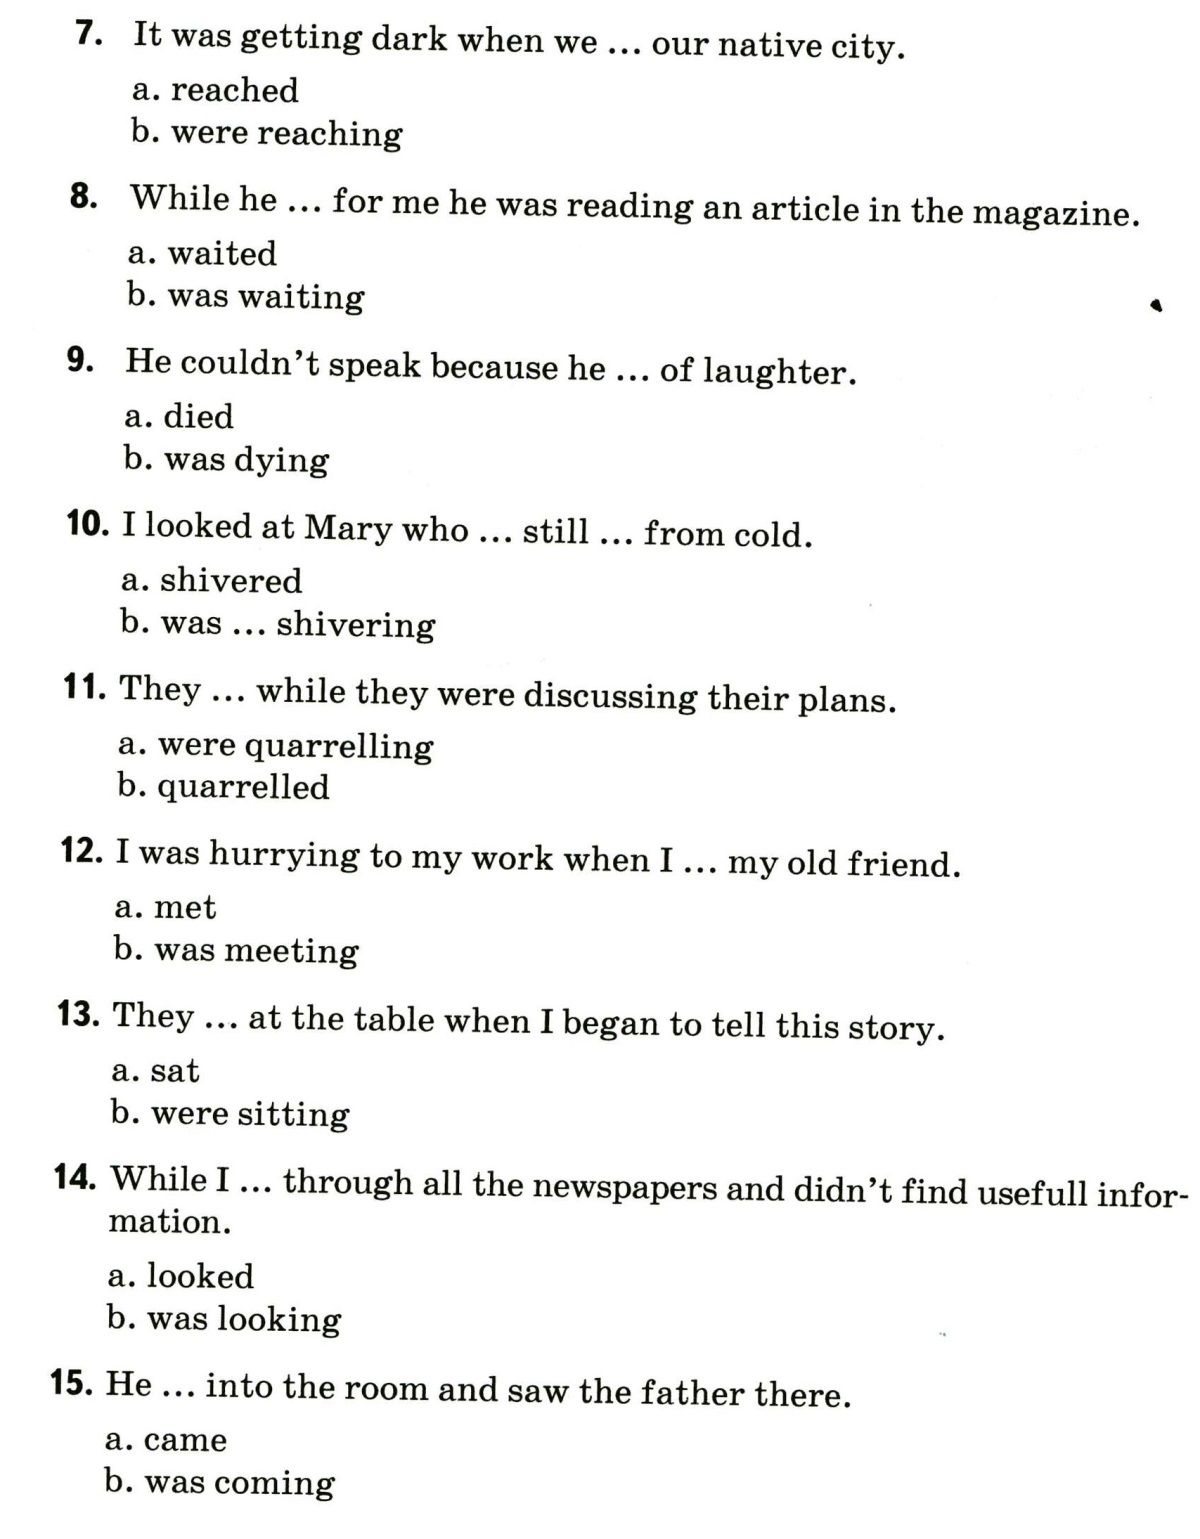 7. It was getting dark when we ... our native city.
a. reached
b. were reaching
8. While he ... for me he was reading an article in the magazine.
a. waited
b. was waiting
9. He couldn't speak because he ... of laughter.
a. died
b. was dying
10. I looked at Mary who ... still ... from cold.
a. shivered
b. was ... shivering
11. They ... while they were discussing their plans.
a. were quarrelling
b. quarrelled
12. I was hurrying to my work when I ... my old friend.
a. met
b. was meeting
13. They ... at the table when I began to tell this story.
a. sat
b. were sitting
14. While I ... through all the newspapers and didn't find usefull infor-
mation.
a. looked
b. was looking
15. He ... into the room and saw the father there.
a. came
b. was coming